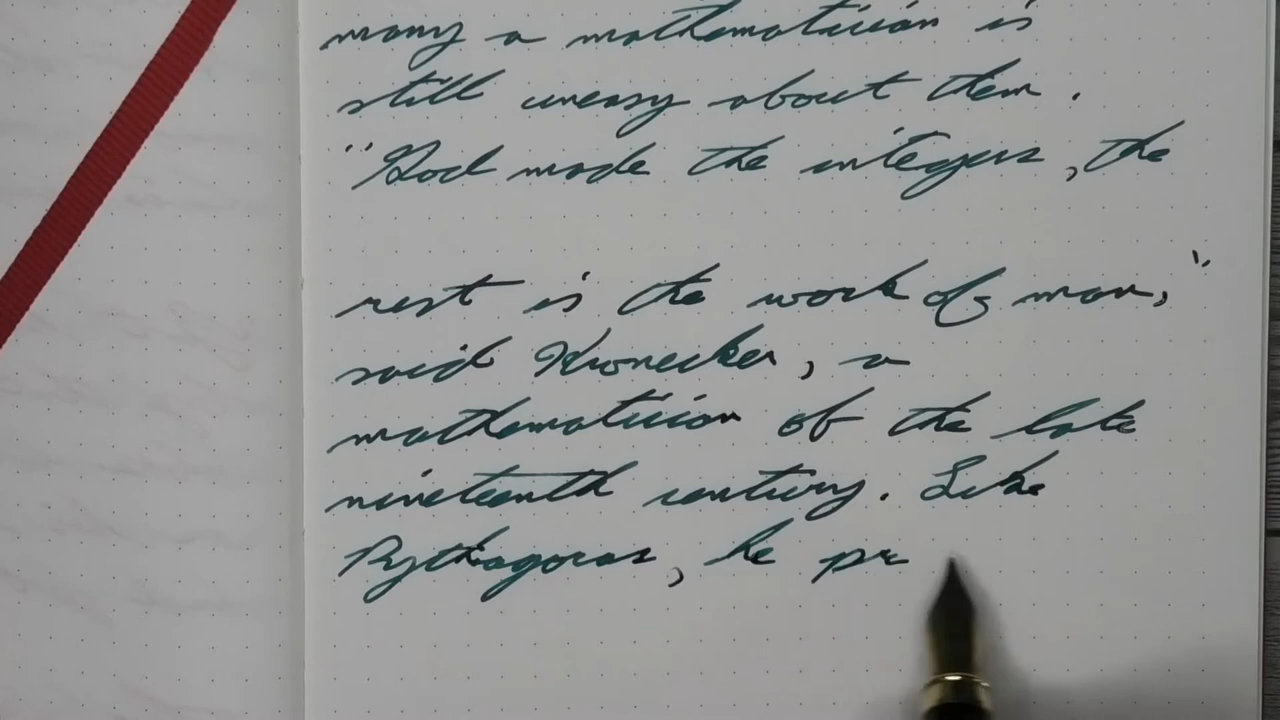 many a mathematician is
still uneasy about them.
"God made the integers, the
rest is the work of man,"
said Kronecker, a
mathematician of the late
nineteenth century. Like
Pythagoras, he pr